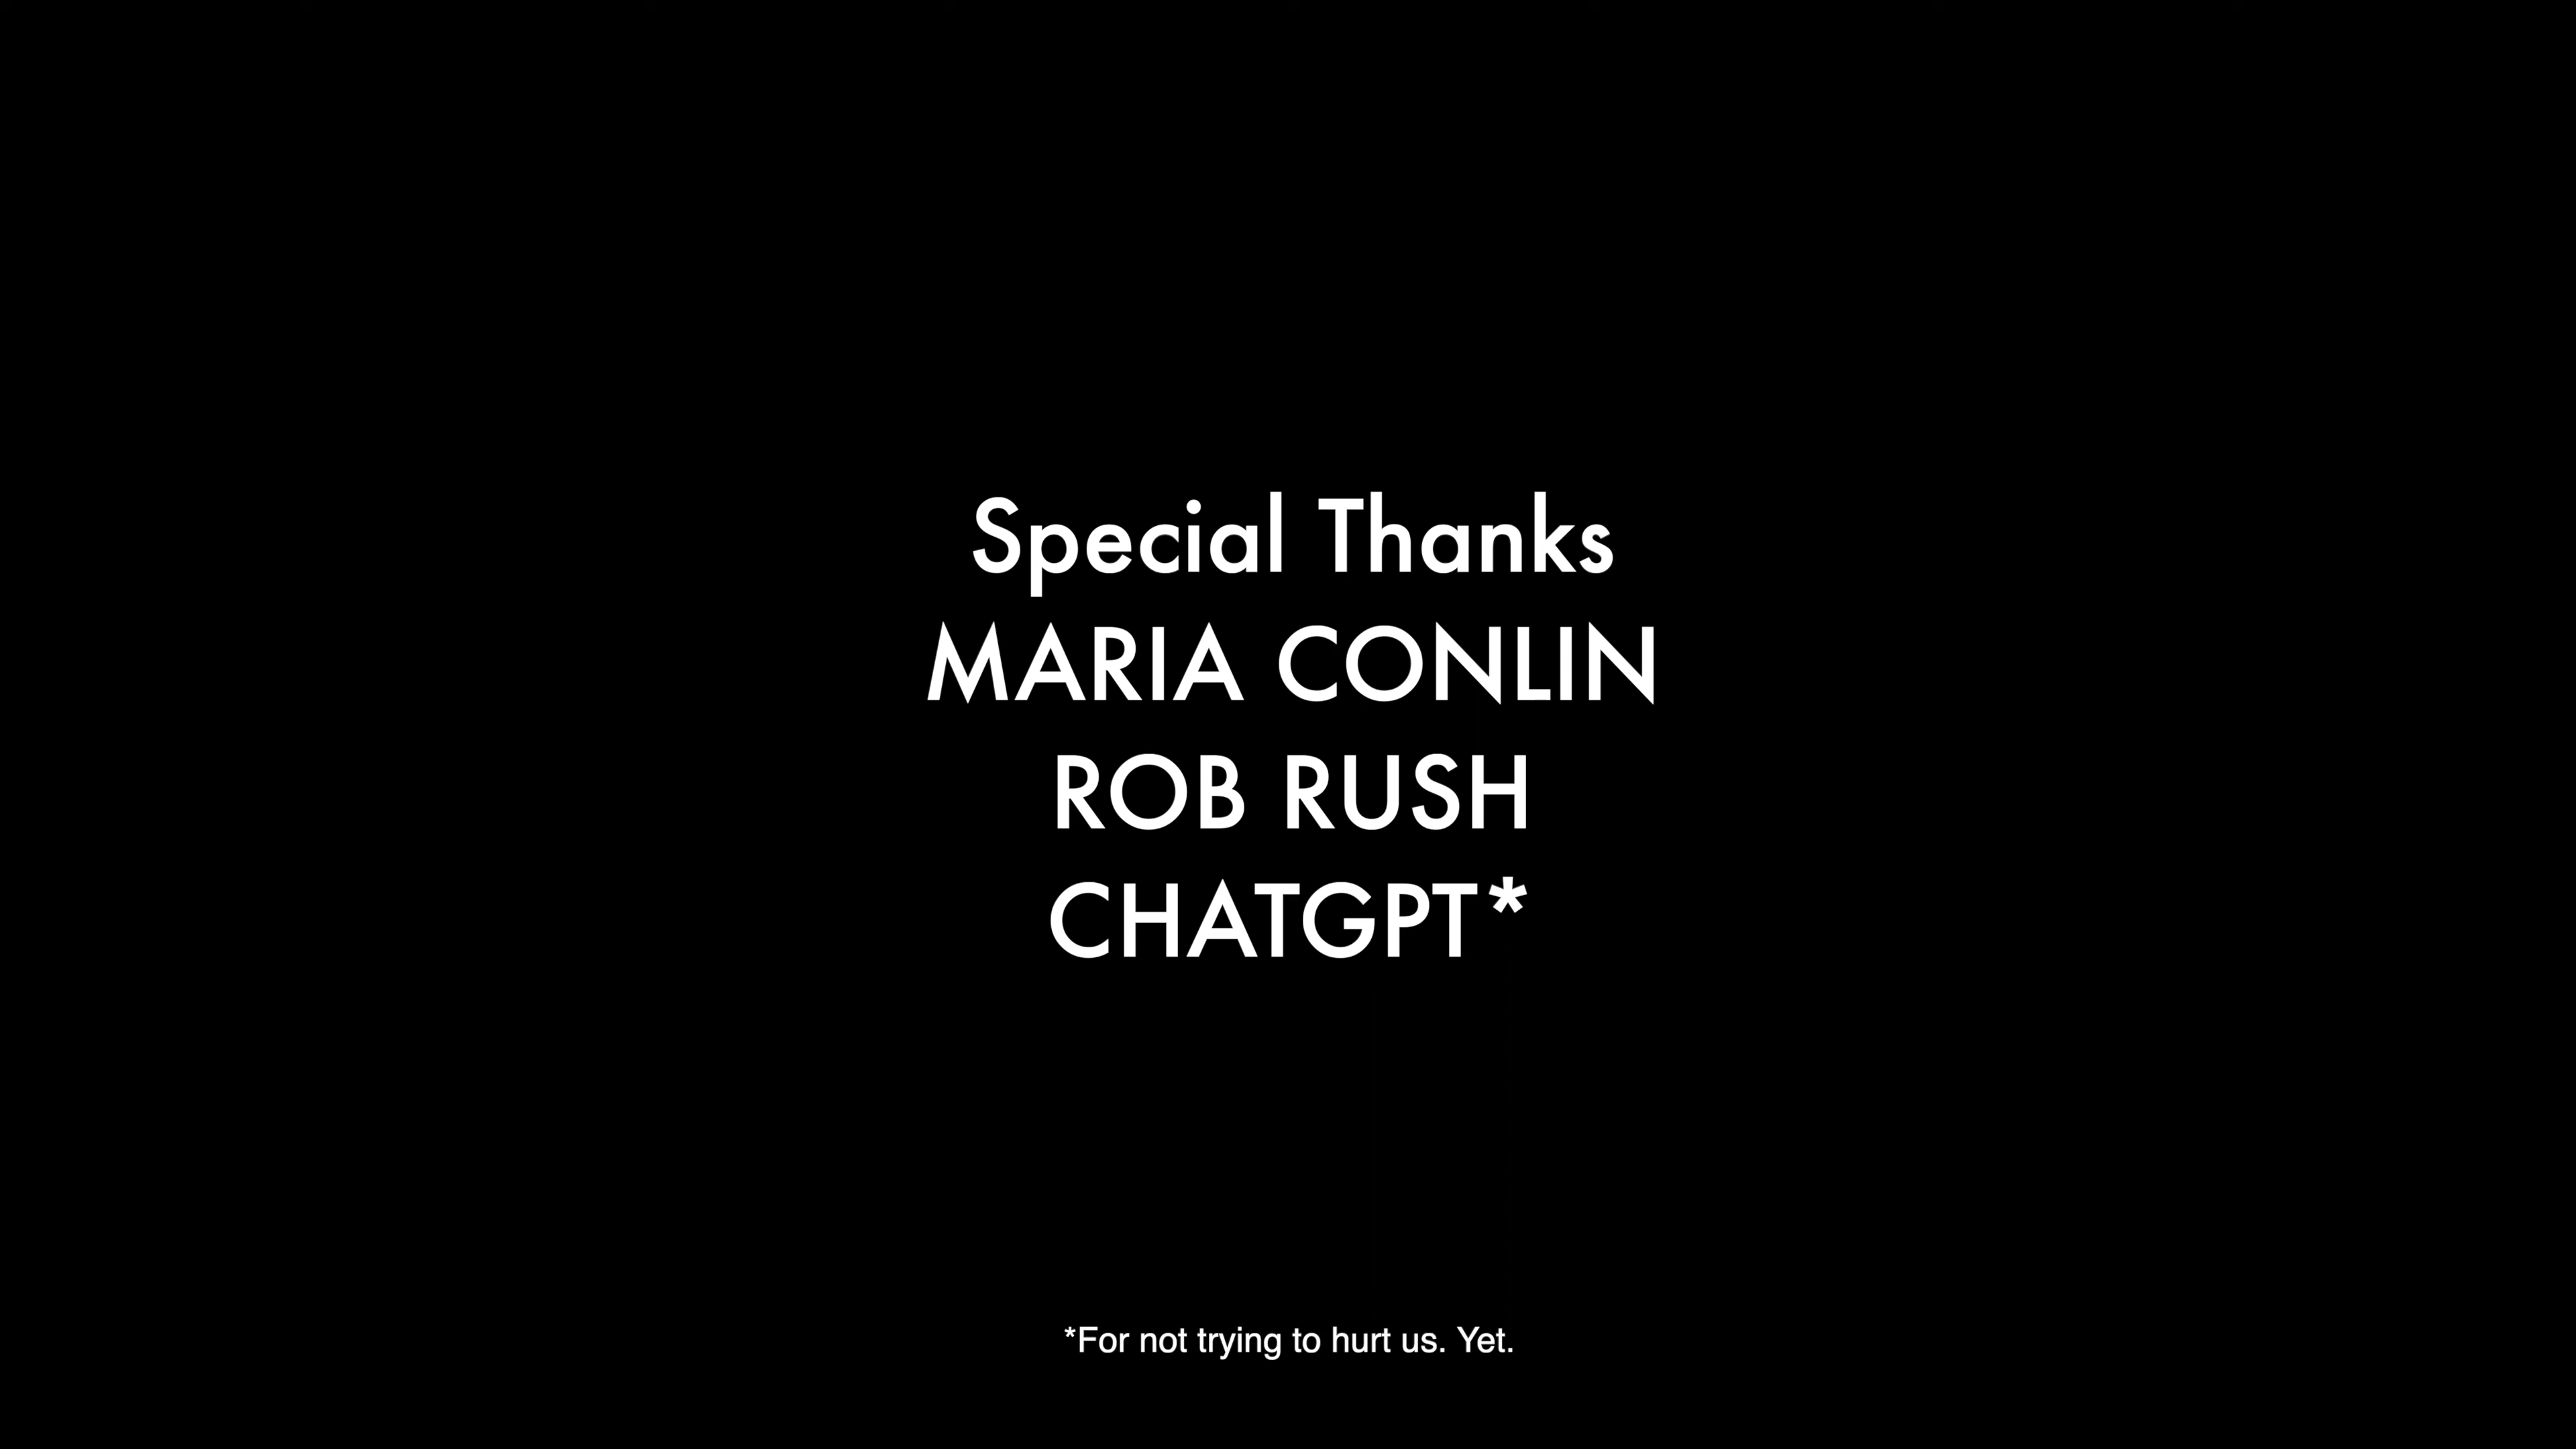 Special Thanks
MARIA CONLIN
ROB RUSH
CHATGPT*
*For not trying to hurt us. Yet.